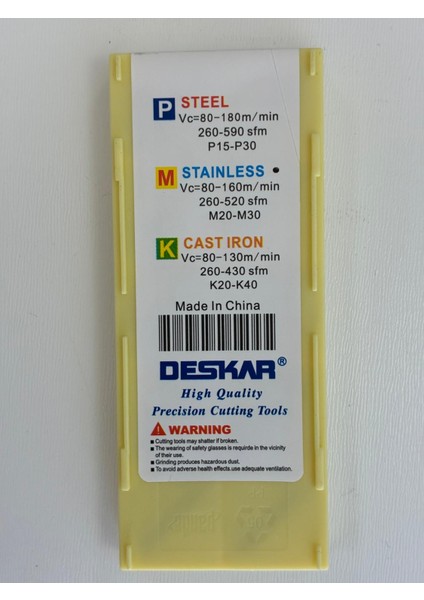 P STEEL
Vc=80-180m/min
260-590 sfm
P15-P30
M STAINLESS
Vc=80-160m/min
260-520 sfm
M20-M30
K CAST IRON
Vc=80-130m/min
260-430 sfm
K20-K40
Made In China
DESKAR®
High Quality
Precision Cutting Tools
WARNING
■ Cutting tools may shatter if broken.
■ The wearing of safety glasses is requirde in the vicinity
of their use.
■ Grinding produces hazardous dust.
■ To avoid adverse health effects.use adequate ventilation.